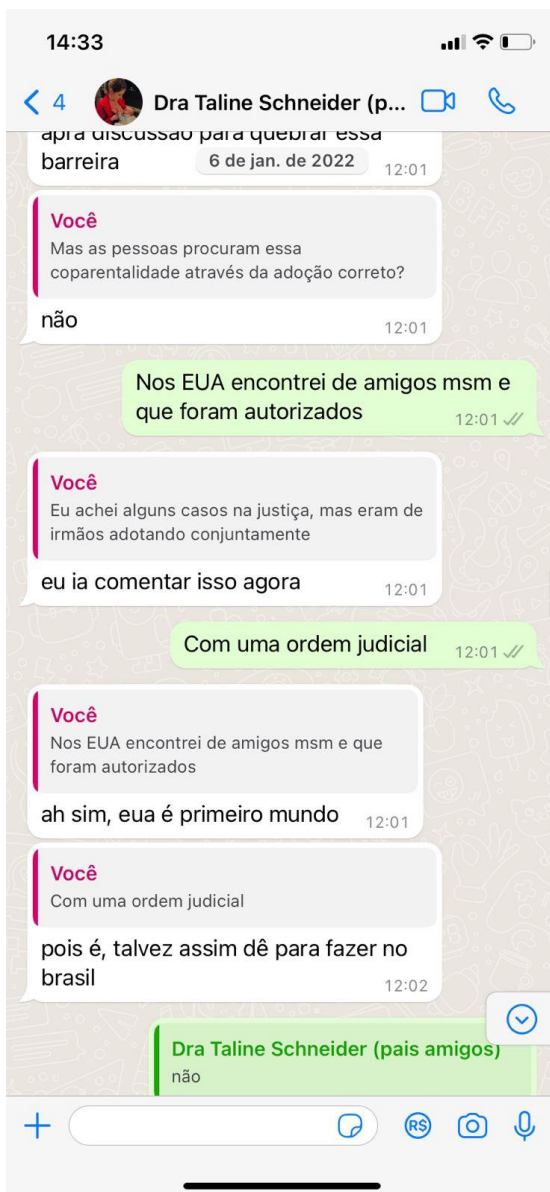 14:33
4
Dra Taline Schneider (p...
apra discussão para quebrar essa
barreira
6 de jan. de 2022
12:01
Você
Mas as pessoas procuram essa
coparentalidade através da adoção correto?
não
12:01
Nos EUA encontrei de amigos msm e
que foram autorizados
12:01
Você
Eu achei alguns casos na justiça, mas eram de
irmãos adotando conjuntamente
eu ia comentar isso agora
12:01
Com uma ordem judicial
12:01
Você
Nos EUA encontrei de amigos msm e que
foram autorizados
ah sim, eua é primeiro mundo
12:01
Você
Com uma ordem judicial
pois é, talvez assim dê para fazer no
brasil
12:02
Dra Taline Schneider (pais amigos)
não
R$